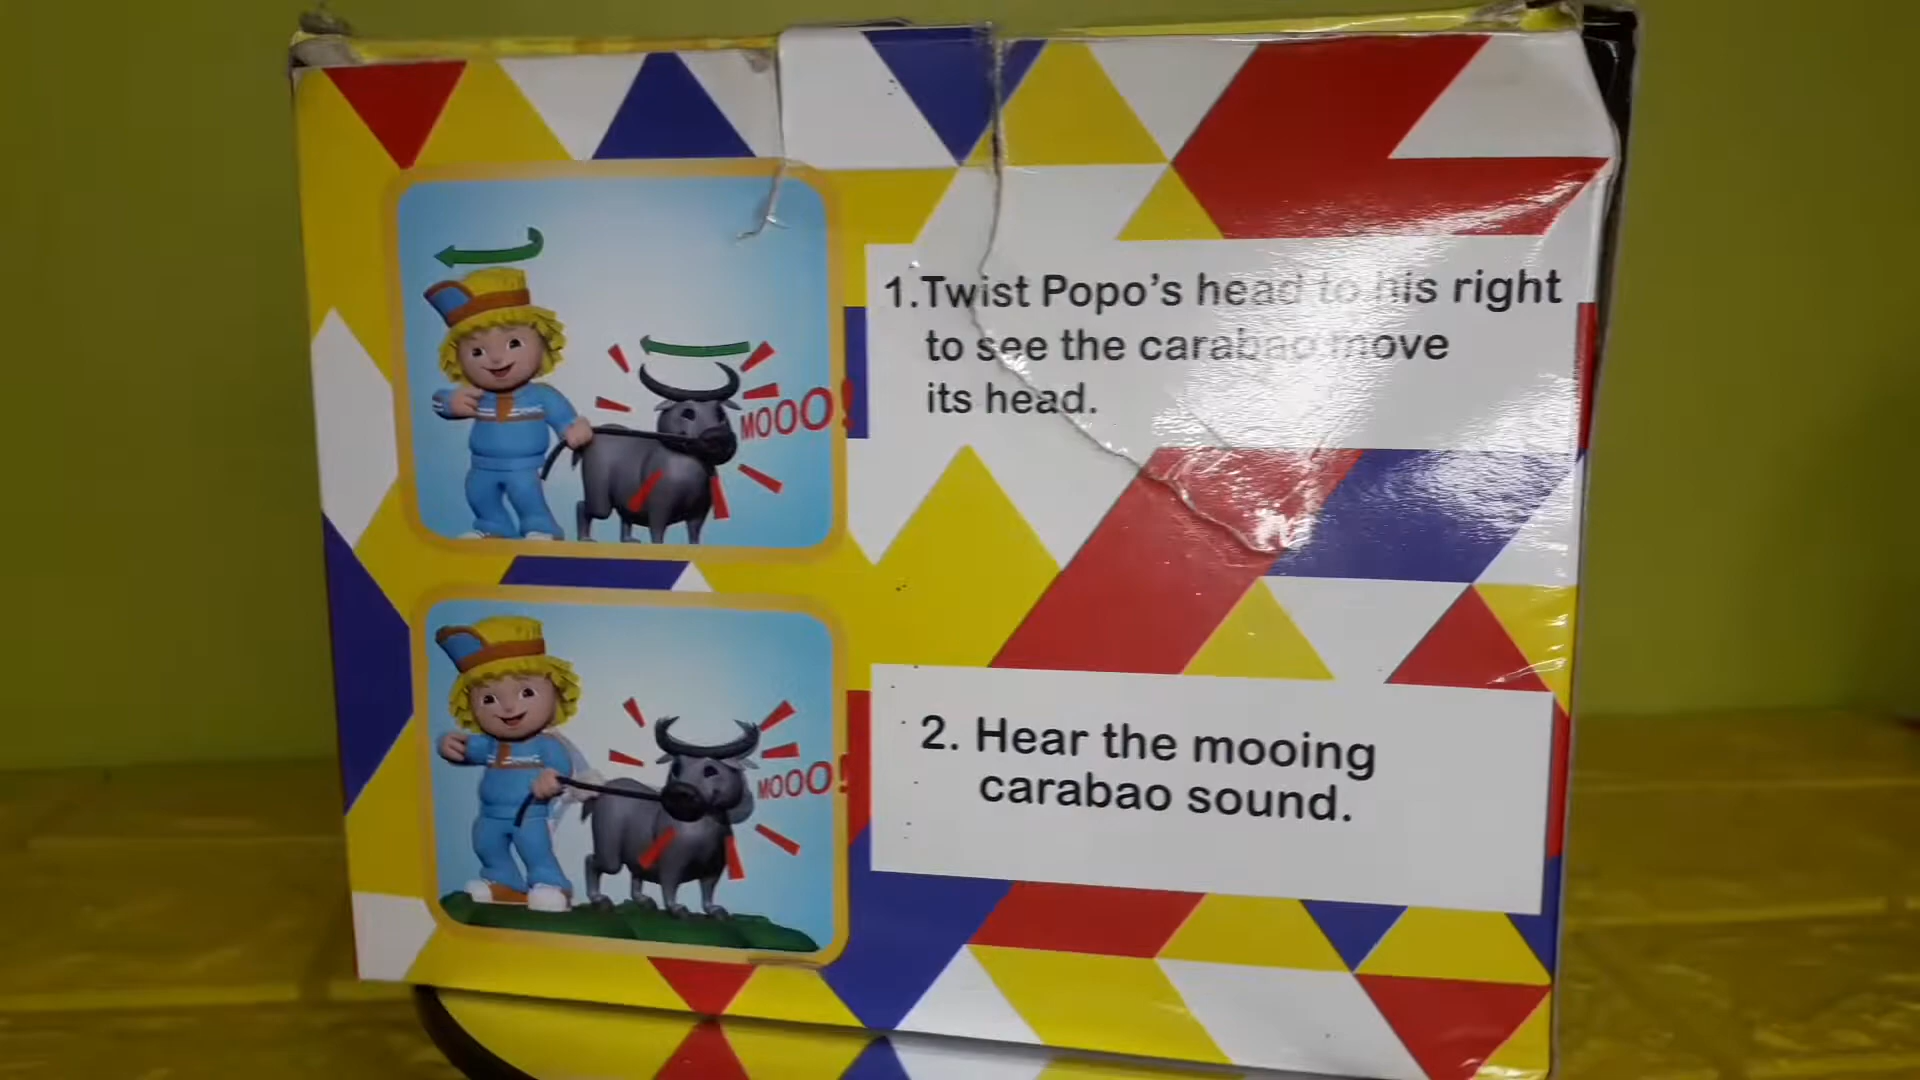 1.Twist Popo's head to his right
to see the carabao move
its head.
MOOO!
2. Hear the mooing
carabao sound.
MOOO!